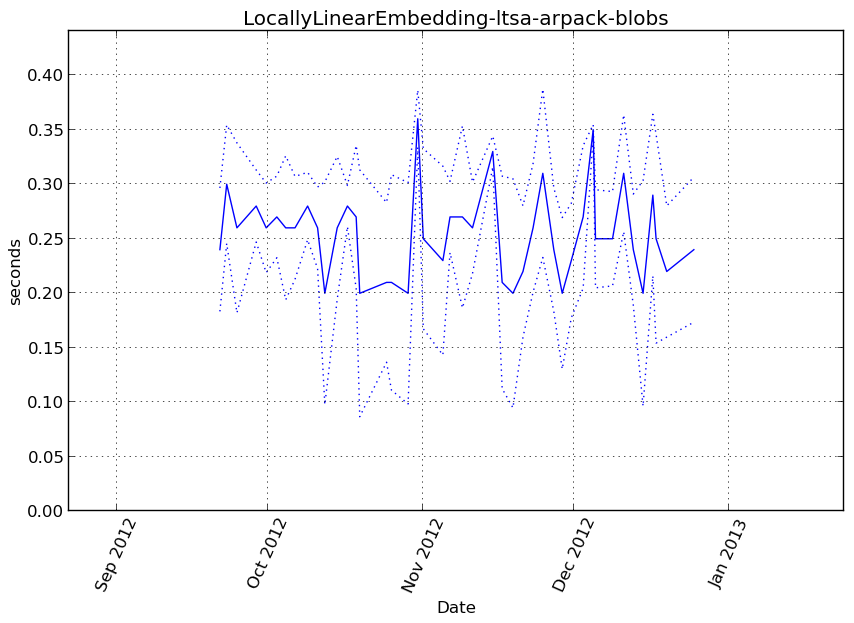 LocallyLinearEmbedding-ltsa-arpack-blobs
0.40
0.35
0.30
0.25
0.20
0.15
0.10
0.05
0.00
seconds
Sep 2012
Oct 2012
Nov 2012
Dec 2012
Jan 2013
Date